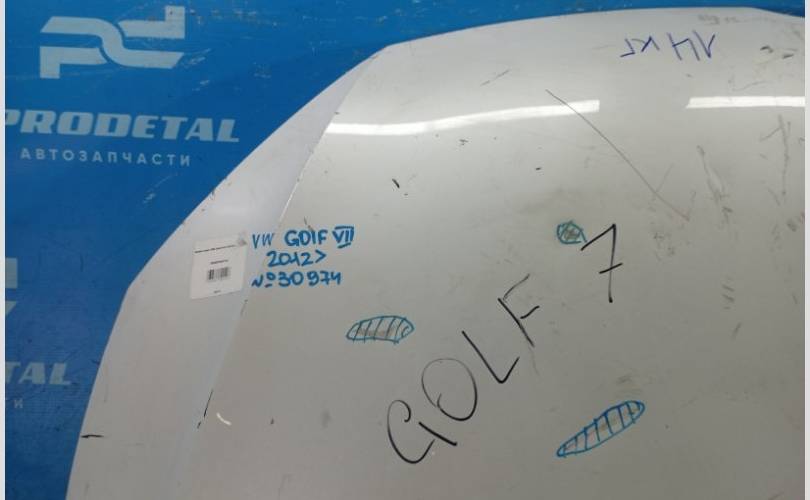 PRODETAL
АВТОЗАПЧАСТИ
VW GOLF VII
2012>
№30974
GOLF 7
TAL